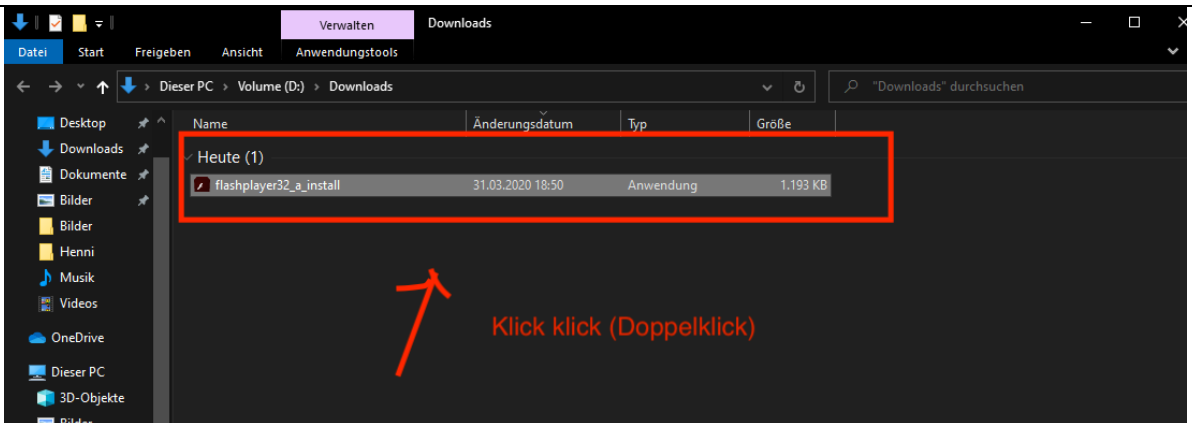 Verwalten
Downloads
Datei Start Freigeben Ansicht Anwendungstools
Dieser PC Volume (D:) Downloads
"Downloads" durchsuchen
Desktop
Downloads
Dokumente
Bilder
Bilder
Henni
Musik
Videos
OneDrive
Dieser PC
3D-Objekte
Bilder
Name Änderungsdatum Typ Größe
Heute (1)
flashplayer32_a_install 31.03.2020 18:50 Anwendung 1.193 KB
Klick klick (Doppelklick)